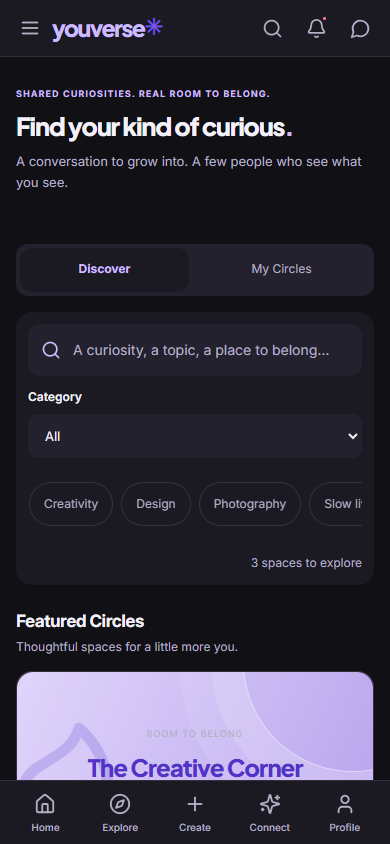 youverse
SHARED CURIOSITIES. REAL ROOM TO BELONG.
Find your kind of curious.
A conversation to grow into. A few people who see what
you see.
Discover
My Circles
A curiosity, a topic, a place to belong...
Category
All
Creativity
Design
Photography
Slow
3 spaces to explore
Featured Circles
Thoughtful spaces for a little more you.
ROOM TO BELONG
The Creative Corner
Home
Explore
Create
Connect
Profile